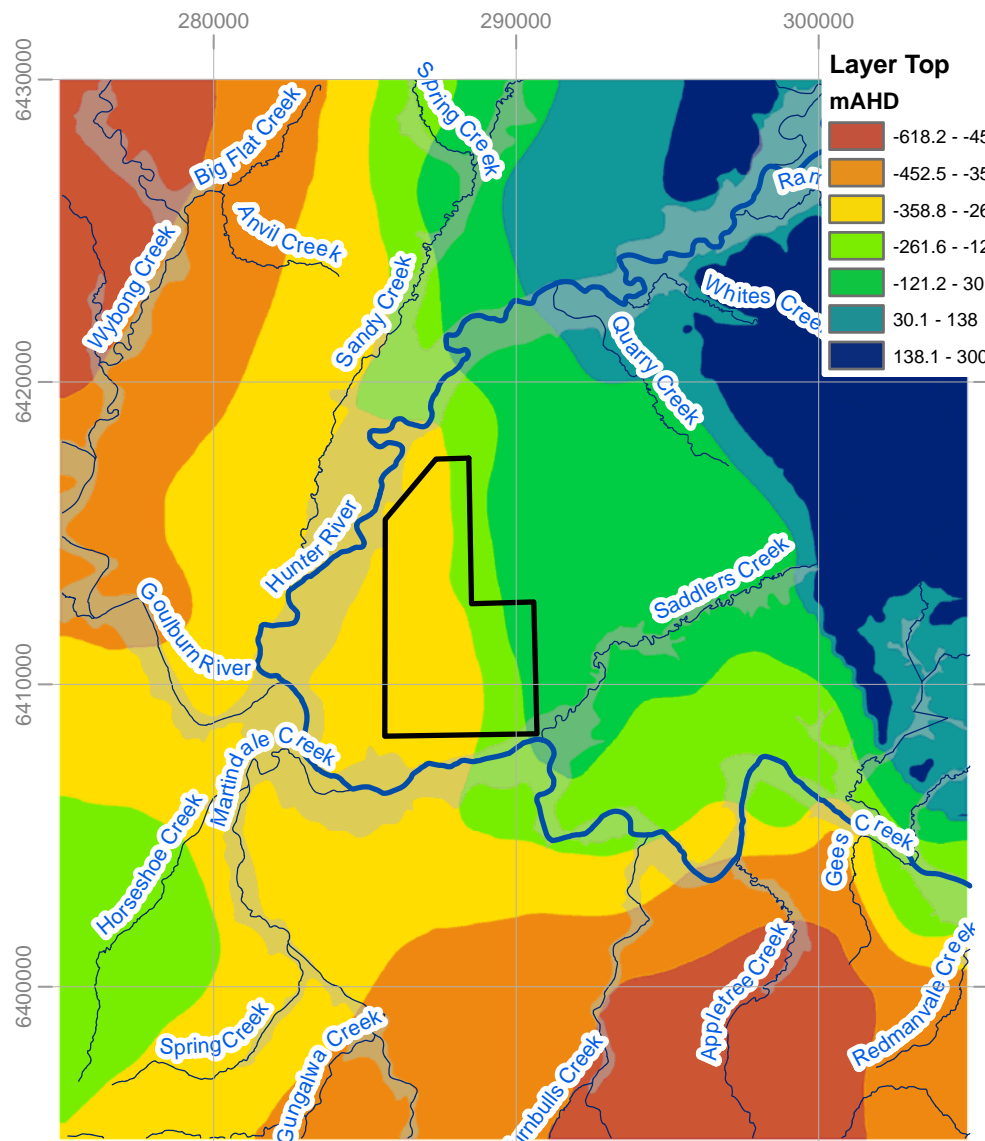 280000
290000
300000
6430000
6420000
6410000
6400000
Layer Top
mAHD
-618.2 - -45
-452.5 - -35
-358.8 - -26
-261.6 - -12
-121.2 - 30
30.1 - 138
138.1 - 300
Spring Creek
Big Flat Creek
Anvil Creek
Wybong Creek
Sandy Creek
Ram
Whites Cree
Quarry Creek
Hunter River
Saddlers Creek
Goulburn River
Martindale Creek
Horseshoe Creek
Gees Creek
Appletree Creek
Redmanvale Creek
Spring Creek
Gungalwa Creek
rnbulls Creek